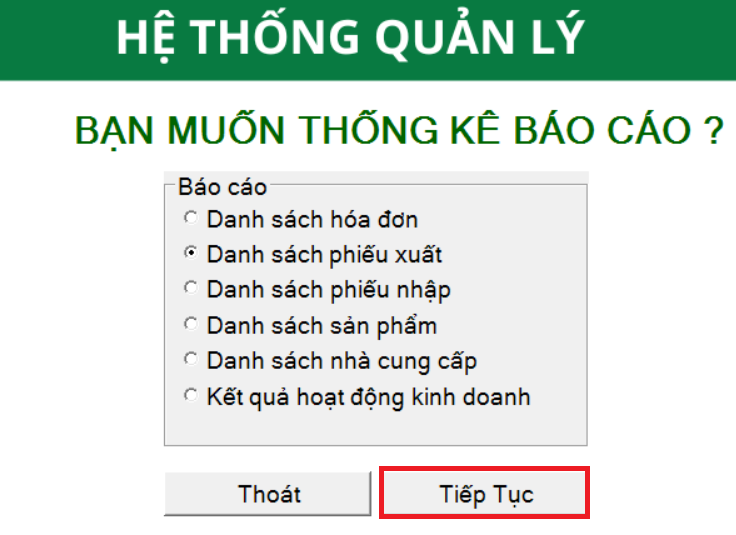 HỆ THỐNG QUẢN LÝ
BẠN MUỐN THỐNG KÊ BÁO CÁO ?
Báo cáo
Danh sách hóa đơn
Danh sách phiếu xuất
Danh sách phiếu nhập
Danh sách sản phẩm
Danh sách nhà cung cấp
Kết quả hoạt động kinh doanh
Thoát
Tiếp Tục